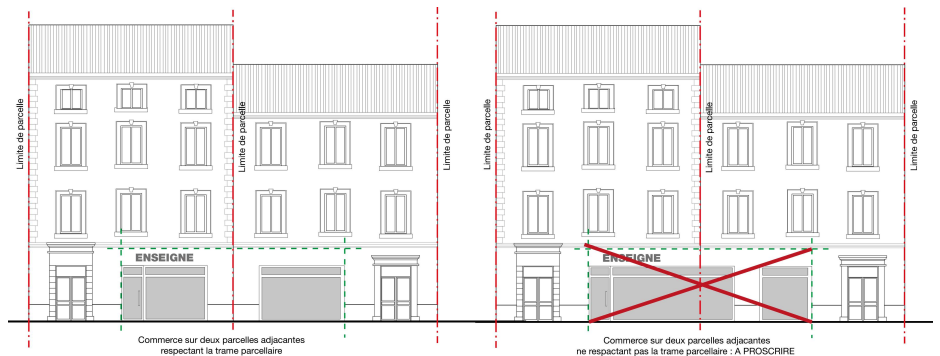 Limite de parcelle
Limite de parcelle
Limite de parcelle
ENSEIGNE
Commerce sur deux parcelles adjacantes
respectant la trame parcellaire
Limite de parcelle
Limite de parcelle
Limite de parcelle
ENSEIGNE
Commerce sur deux parcelles adjacantes
ne respactant pas la trame parcellaire : A PROSCRIRE